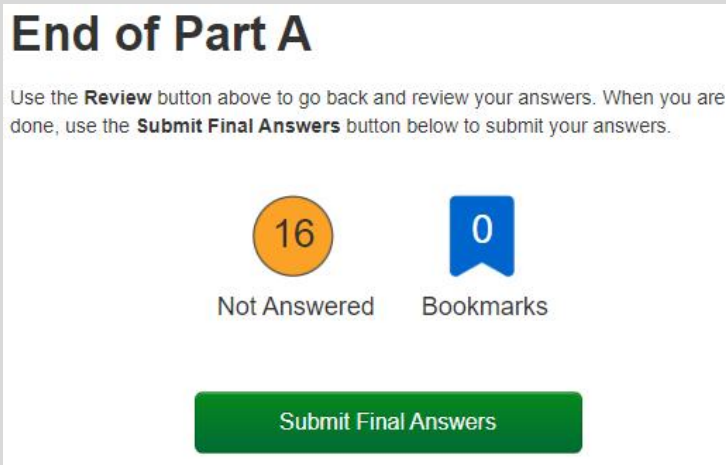 End of Part A
Use the Review button above to go back and review your answers. When you are
done, use the Submit Final Answers button below to submit your answers.
16
0
Not Answered
Bookmarks
Submit Final Answers